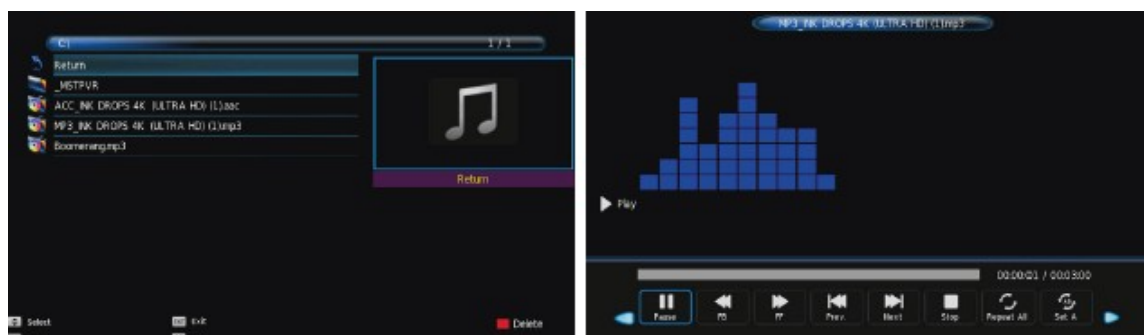 C:\ 1 / 1
Return
_MSTPVR
ACC_INK DROPS 4K (ULTRA HD) (1).aac
MP3_INK DROPS 4K (ULTRA HD) (1).mp3
Boomerang.mp3
Return
Select Exit Delete
MP3_INK DROPS 4K (ULTRA HD) (1).mp3
Play
00:00:01 / 00:03:00
Pause FB FF Prev. Next Stop Repeat All Set A